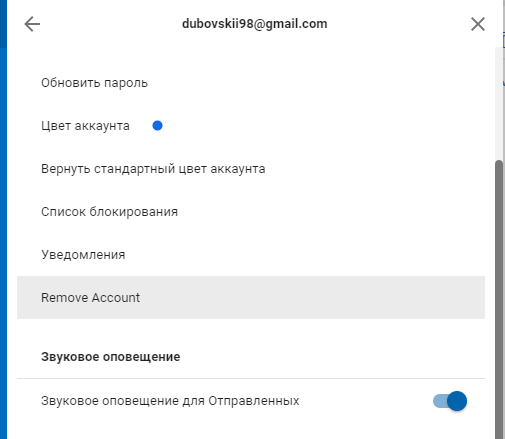 dubovskii98@gmail.com
Обновить пароль
Цвет аккаунта
Вернуть стандартный цвет аккаунта
Список блокирования
Уведомления
Remove Account
Звуковое оповещение
Звуковое оповещение для Отправленных